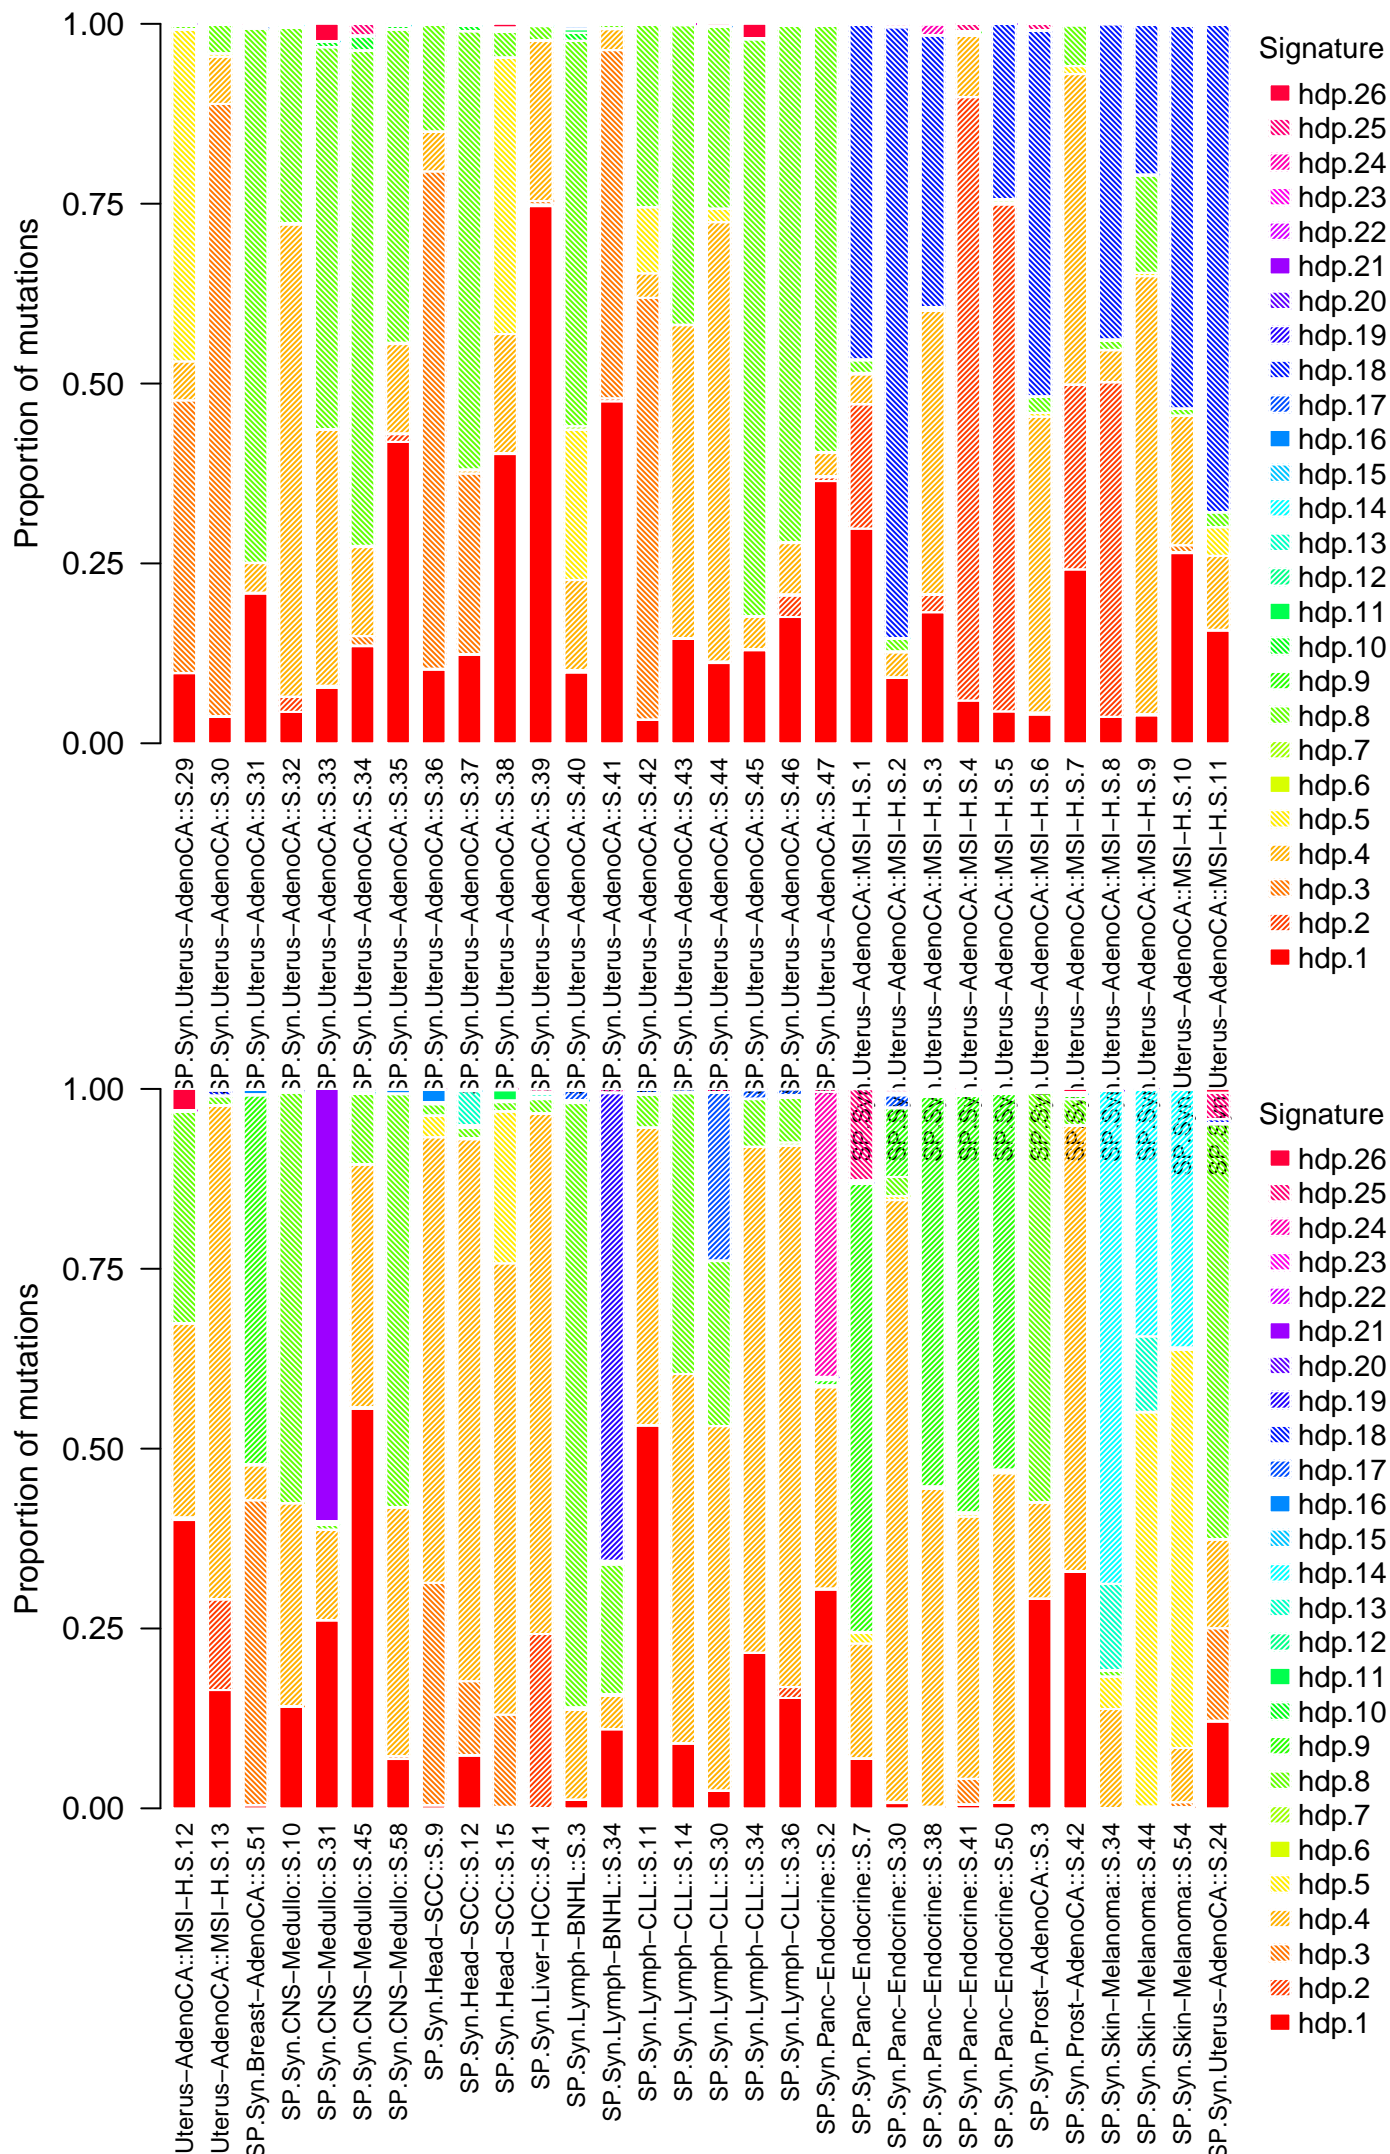 Proportion of mutations
1.00
0.75
0.50
0.25
0.00
SP.Syn.Uterus−AdenoCA::S.29
SP.Syn.Uterus−AdenoCA::S.30
SP.Syn.Uterus−AdenoCA::S.31
SP.Syn.Uterus−AdenoCA::S.32
SP.Syn.Uterus−AdenoCA::S.33
SP.Syn.Uterus−AdenoCA::S.34
SP.Syn.Uterus−AdenoCA::S.35
SP.Syn.Uterus−AdenoCA::S.36
SP.Syn.Uterus−AdenoCA::S.37
SP.Syn.Uterus−AdenoCA::S.38
SP.Syn.Uterus−AdenoCA::S.39
SP.Syn.Uterus−AdenoCA::S.40
SP.Syn.Uterus−AdenoCA::S.41
SP.Syn.Uterus−AdenoCA::S.42
SP.Syn.Uterus−AdenoCA::S.43
SP.Syn.Uterus−AdenoCA::S.44
SP.Syn.Uterus−AdenoCA::S.45
SP.Syn.Uterus−AdenoCA::S.46
SP.Syn.Uterus−AdenoCA::S.47
SP.Syn.Uterus−AdenoCA::MSI−H.S.1
SP.Syn.Uterus−AdenoCA::MSI−H.S.2
SP.Syn.Uterus−AdenoCA::MSI−H.S.3
SP.Syn.Uterus−AdenoCA::MSI−H.S.4
SP.Syn.Uterus−AdenoCA::MSI−H.S.5
SP.Syn.Uterus−AdenoCA::MSI−H.S.6
SP.Syn.Uterus−AdenoCA::MSI−H.S.7
SP.Syn.Uterus−AdenoCA::MSI−H.S.8
SP.Syn.Uterus−AdenoCA::MSI−H.S.9
SP.Syn.Uterus−AdenoCA::MSI−H.S.10
SP.Syn.Uterus−AdenoCA::MSI−H.S.11
Signature
hdp.26
hdp.25
hdp.24
hdp.23
hdp.22
hdp.21
hdp.20
hdp.19
hdp.18
hdp.17
hdp.16
hdp.15
hdp.14
hdp.13
hdp.12
hdp.11
hdp.10
hdp.9
hdp.8
hdp.7
hdp.6
hdp.5
hdp.4
hdp.3
hdp.2
hdp.1
Proportion of mutations
1.00
0.75
0.50
0.25
0.00
Uterus−AdenoCA::MSI−H.S.12
Uterus−AdenoCA::MSI−H.S.13
SP.Syn.Breast−AdenoCA::S.51
SP.Syn.CNS−Medullo::S.10
SP.Syn.CNS−Medullo::S.31
SP.Syn.CNS−Medullo::S.45
SP.Syn.CNS−Medullo::S.58
SP.Syn.Head−SCC::S.9
SP.Syn.Head−SCC::S.12
SP.Syn.Head−SCC::S.15
SP.Syn.Liver−HCC::S.41
SP.Syn.Lymph−BNHL::S.3
SP.Syn.Lymph−BNHL::S.34
SP.Syn.Lymph−CLL::S.11
SP.Syn.Lymph−CLL::S.14
SP.Syn.Lymph−CLL::S.30
SP.Syn.Lymph−CLL::S.34
SP.Syn.Lymph−CLL::S.36
SP.Syn.Panc−Endocrine::S.2
SP.Syn.Panc−Endocrine::S.7
SP.Syn.Panc−Endocrine::S.30
SP.Syn.Panc−Endocrine::S.38
SP.Syn.Panc−Endocrine::S.41
SP.Syn.Panc−Endocrine::S.50
SP.Syn.Prost−AdenoCA::S.3
SP.Syn.Prost−AdenoCA::S.42
SP.Syn.Skin−Melanoma::S.34
SP.Syn.Skin−Melanoma::S.44
SP.Syn.Skin−Melanoma::S.54
SP.Syn.Uterus−AdenoCA::S.24
Signature
hdp.26
hdp.25
hdp.24
hdp.23
hdp.22
hdp.21
hdp.20
hdp.19
hdp.18
hdp.17
hdp.16
hdp.15
hdp.14
hdp.13
hdp.12
hdp.11
hdp.10
hdp.9
hdp.8
hdp.7
hdp.6
hdp.5
hdp.4
hdp.3
hdp.2
hdp.1